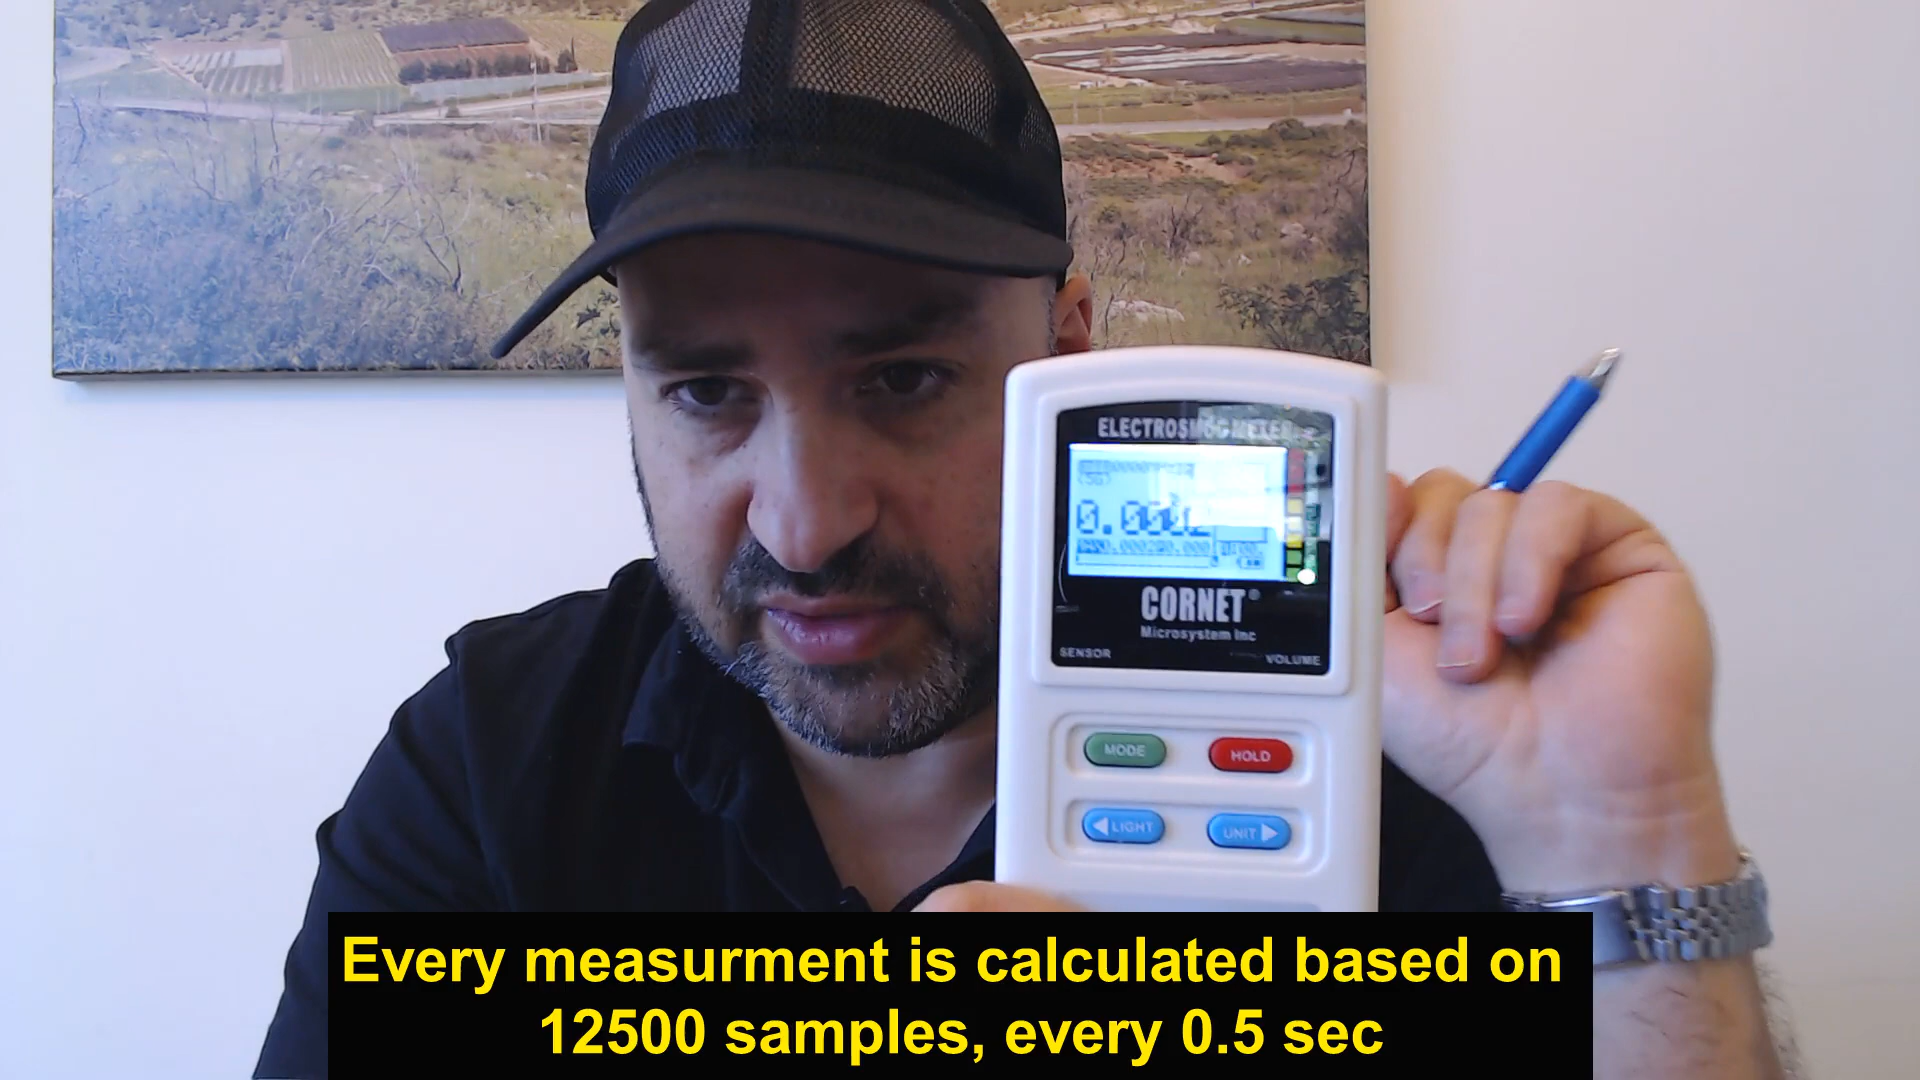 ELECTROSMOG METER
(5G)
CORNET®
Microsystem Inc
SENSOR
VOLUME
MODE
HOLD
◀LIGHT
UNIT▶
Every measurment is calculated based on
12500 samples, every 0.5 sec